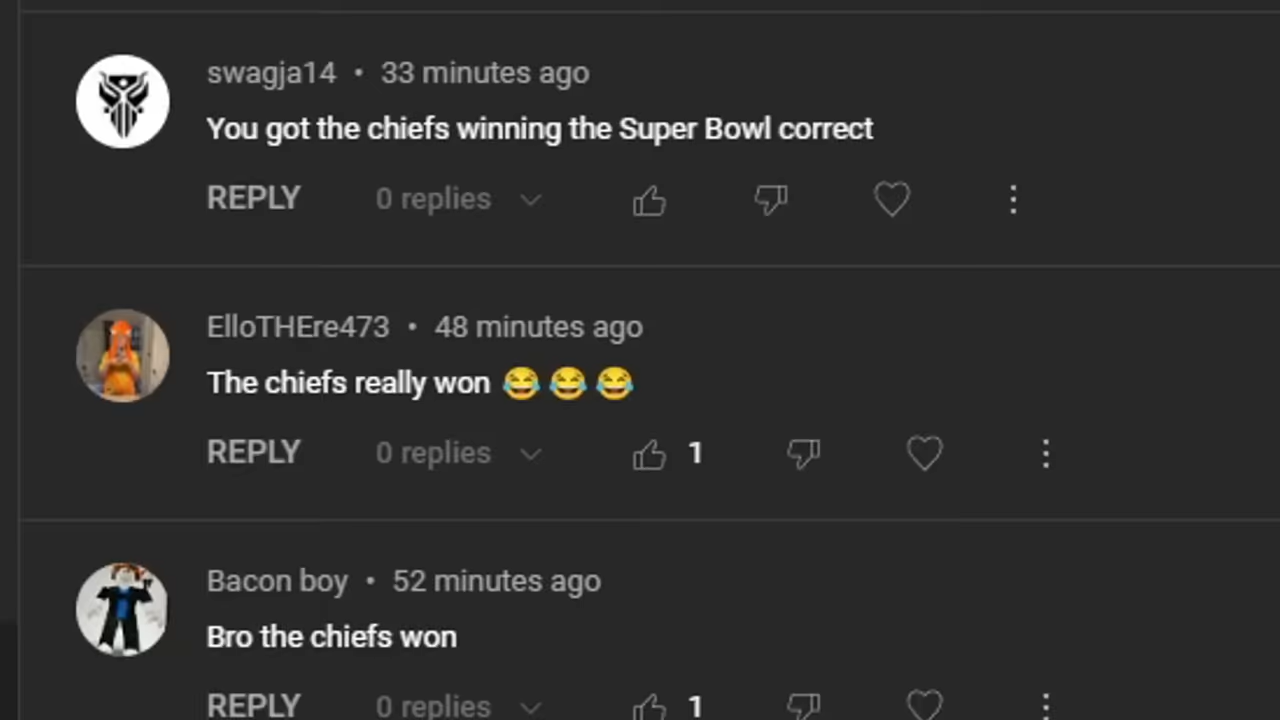 swagja14 • 33 minutes ago
You got the chiefs winning the Super Bowl correct
REPLY 0 replies
ElloTHEre473 • 48 minutes ago
The chiefs really won 😂😂😂
REPLY 0 replies 1
Bacon boy • 52 minutes ago
Bro the chiefs won
REPLY 0 replies 1